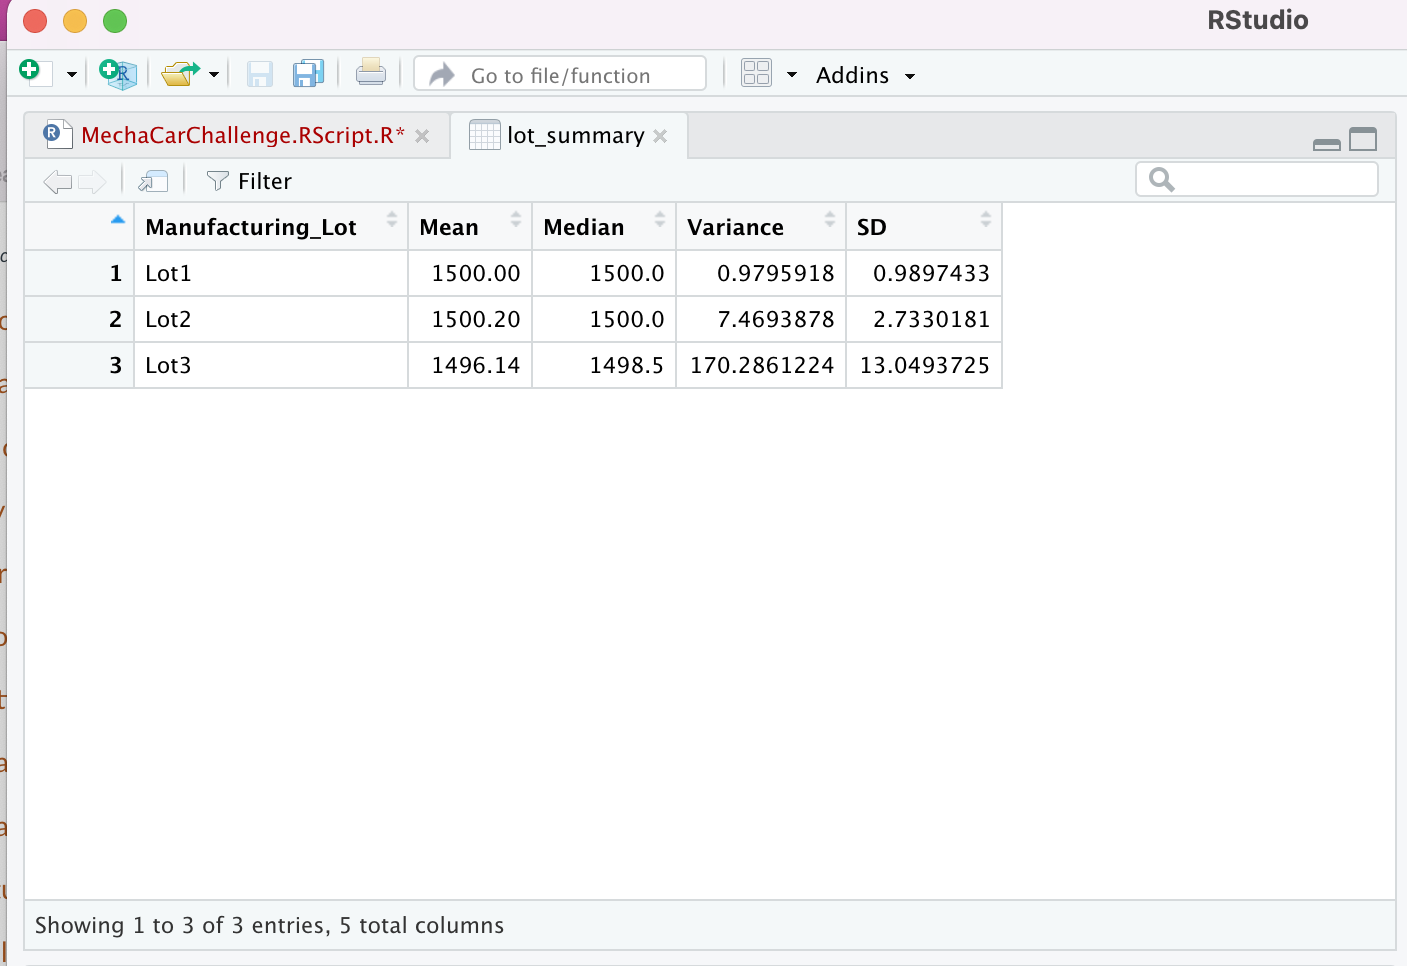 RStudio
Go to file/function
Addins
MechaCarChallenge.RScript.R* lot_summary
Filter
Manufacturing_Lot Mean Median Variance SD
1 Lot1 1500.00 1500.0 0.9795918 0.9897433
2 Lot2 1500.20 1500.0 7.4693878 2.7330181
3 Lot3 1496.14 1498.5 170.2861224 13.0493725
Showing 1 to 3 of 3 entries, 5 total columns